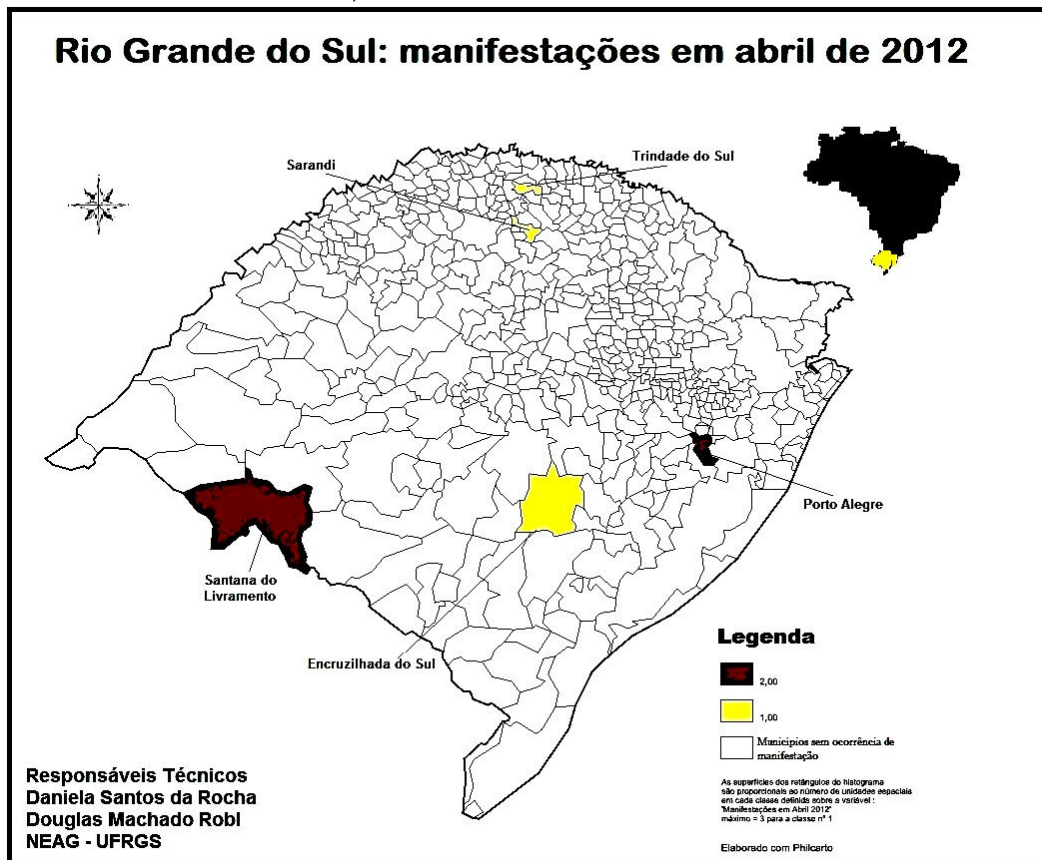 Rio Grande do Sul: manifestações em abril de 2012
Sarandi
Trindade do Sul
Porto Alegre
Santana do
Livramento
Encruzilhada do Sul
Legenda
2,00
1,00
Municípios sem ocorrência de
manifestação
As superfícies dos retângulos do histograma
são proporcionais ao número de unidades espaciais
em cada classe definida sobre a variável :
'Manifestações em Abril 2012'
máximo = 3 para a classe nº 1
Elaborado com Philcarto
Responsáveis Técnicos
Daniela Santos da Rocha
Douglas Machado Robl
NEAG - UFRGS